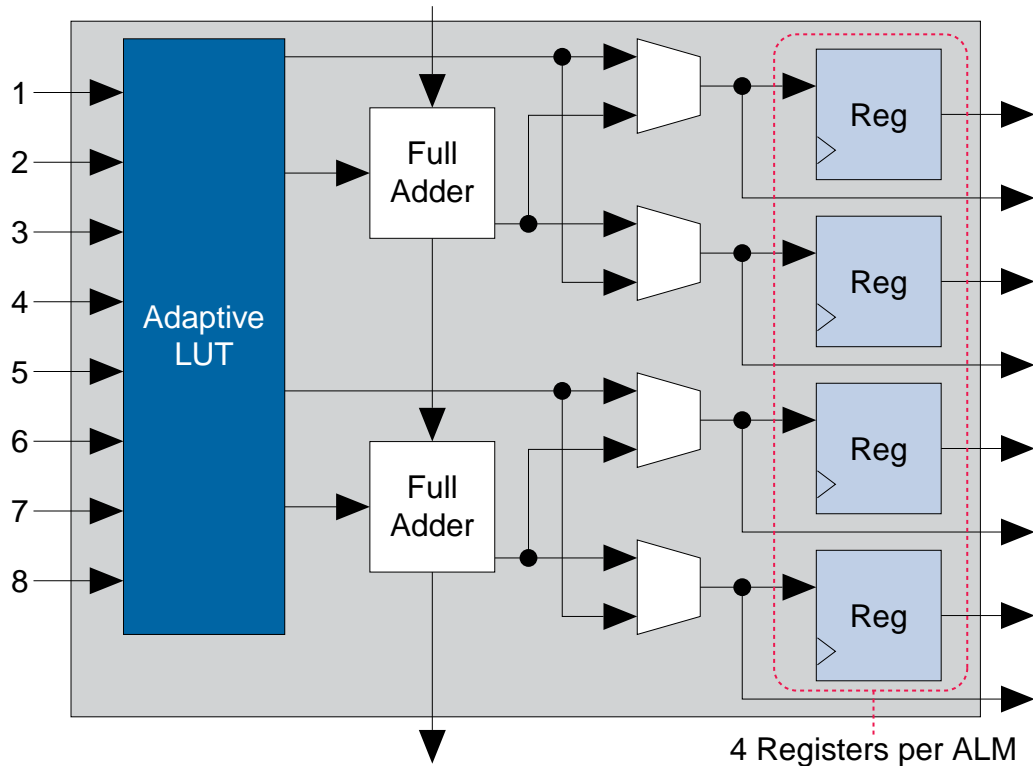 1
2
3
4
5
6
7
8
Adaptive
LUT
Full
Adder
Full
Adder
Reg
Reg
Reg
Reg
4 Registers per ALM